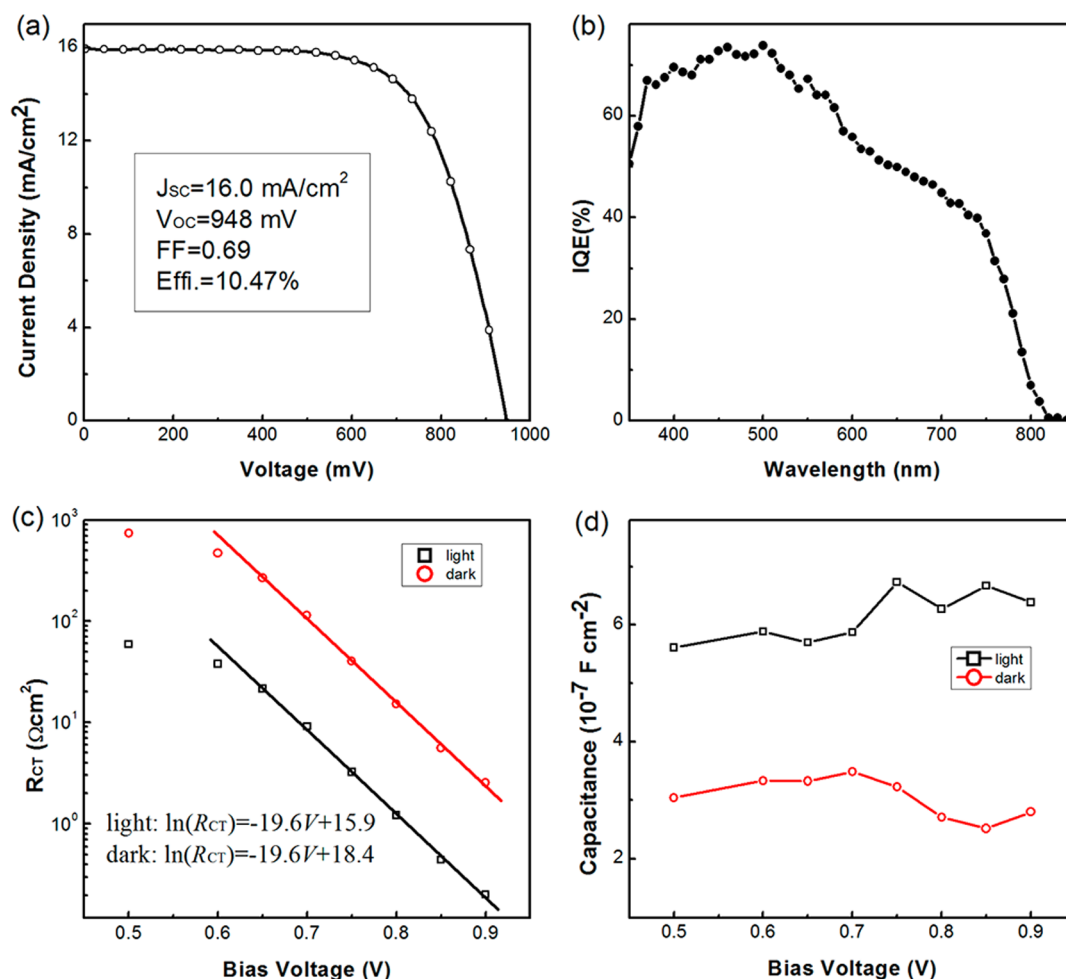 (a)
16
12
8
4
0
Current Density (mA/cm²)
JSC=16.0 mA/cm²
VOC=948 mV
FF=0.69
Effi.=10.47%
0 200 400 600 800 1000
Voltage (mV)
(b)
60
40
20
0
IQE(%)
400 500 600 700 800
Wavelength (nm)
(c)
10³
10²
10¹
10⁰
RCT (Ωcm²)
light
dark
light: ln(RCT)=-19.6V+15.9
dark: ln(RCT)=-19.6V+18.4
0.5 0.6 0.7 0.8 0.9
Bias Voltage (V)
(d)
6
4
2
Capacitance (10⁻⁷ F cm⁻²)
light
dark
0.5 0.6 0.7 0.8 0.9
Bias Voltage (V)